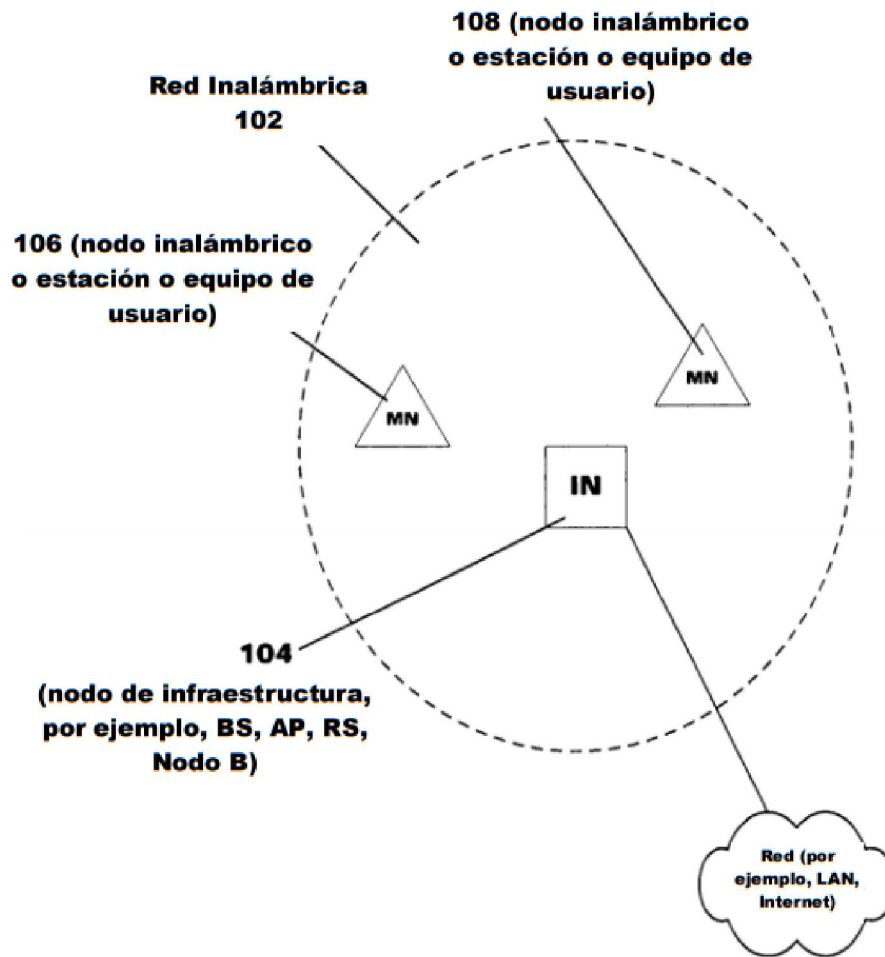 108 (nodo inalámbrico
o estación o equipo de
usuario)
Red Inalámbrica
102
106 (nodo inalámbrico
o estación o equipo de
usuario)
MN
MN
IN
104
(nodo de infraestructura,
por ejemplo, BS, AP, RS,
Nodo B)
Red (por
ejemplo, LAN,
Internet)